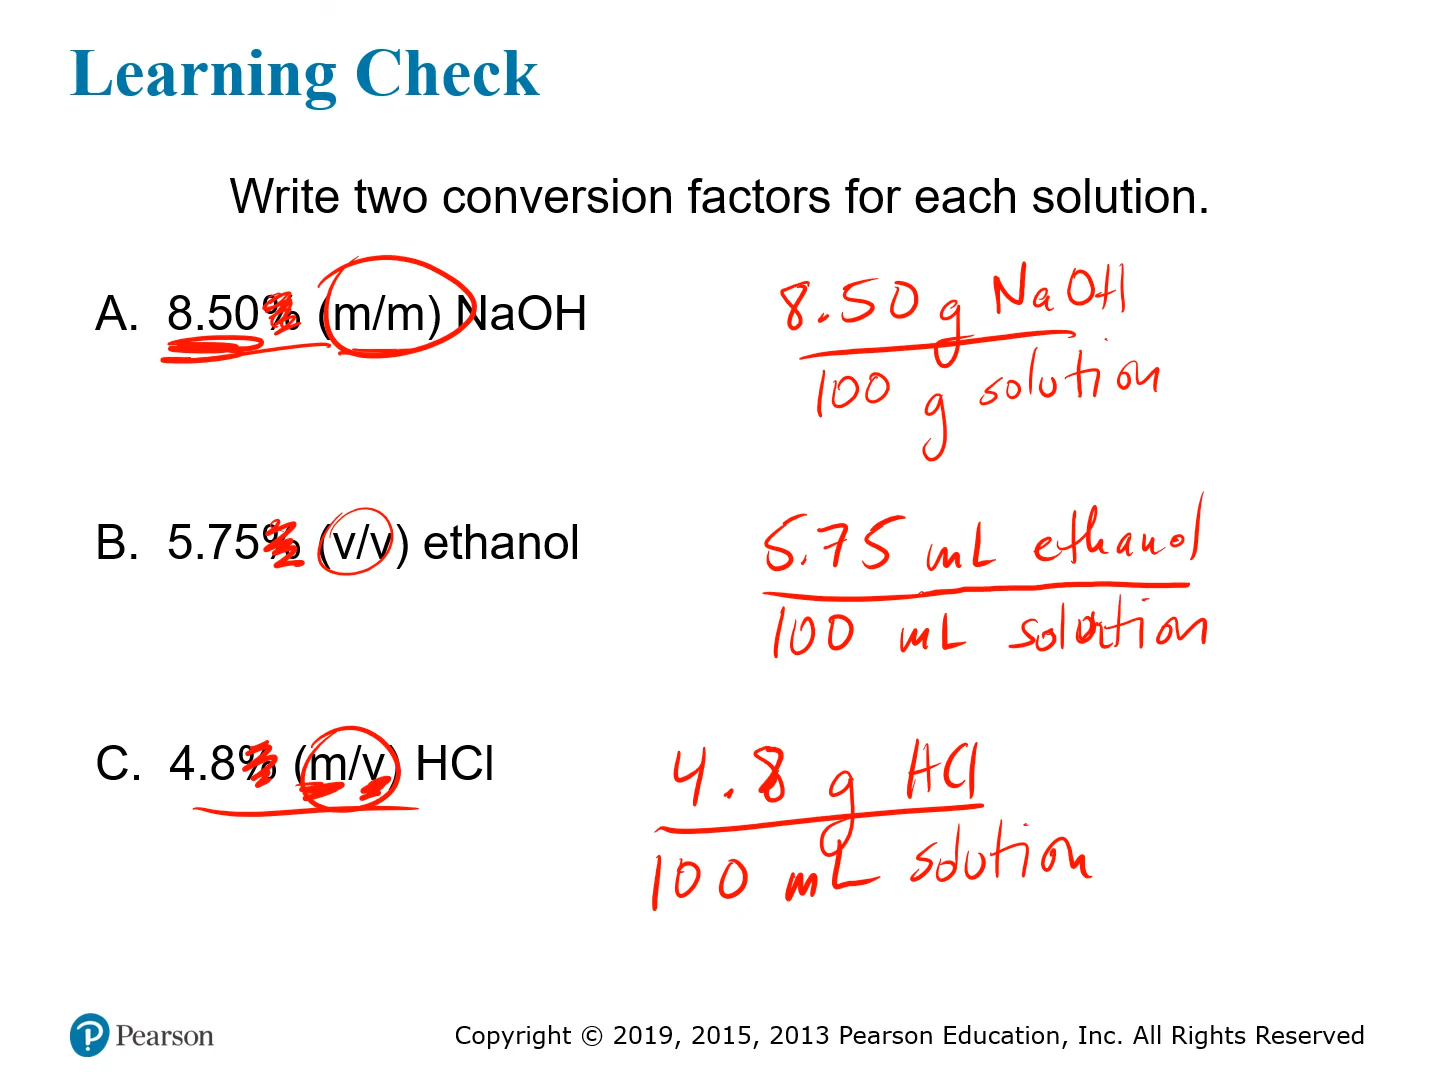 Learning Check
Write two conversion factors for each solution.
A. 8.50% (m/m) NaOH
8.50 g NaOH
100 g solution
B. 5.75% (v/v) ethanol
5.75 mL ethanol
100 mL solution
C. 4.8% (m/v) HCl
4.8 g HCl
100 mL solution
Pearson
Copyright © 2019, 2015, 2013 Pearson Education, Inc. All Rights Reserved